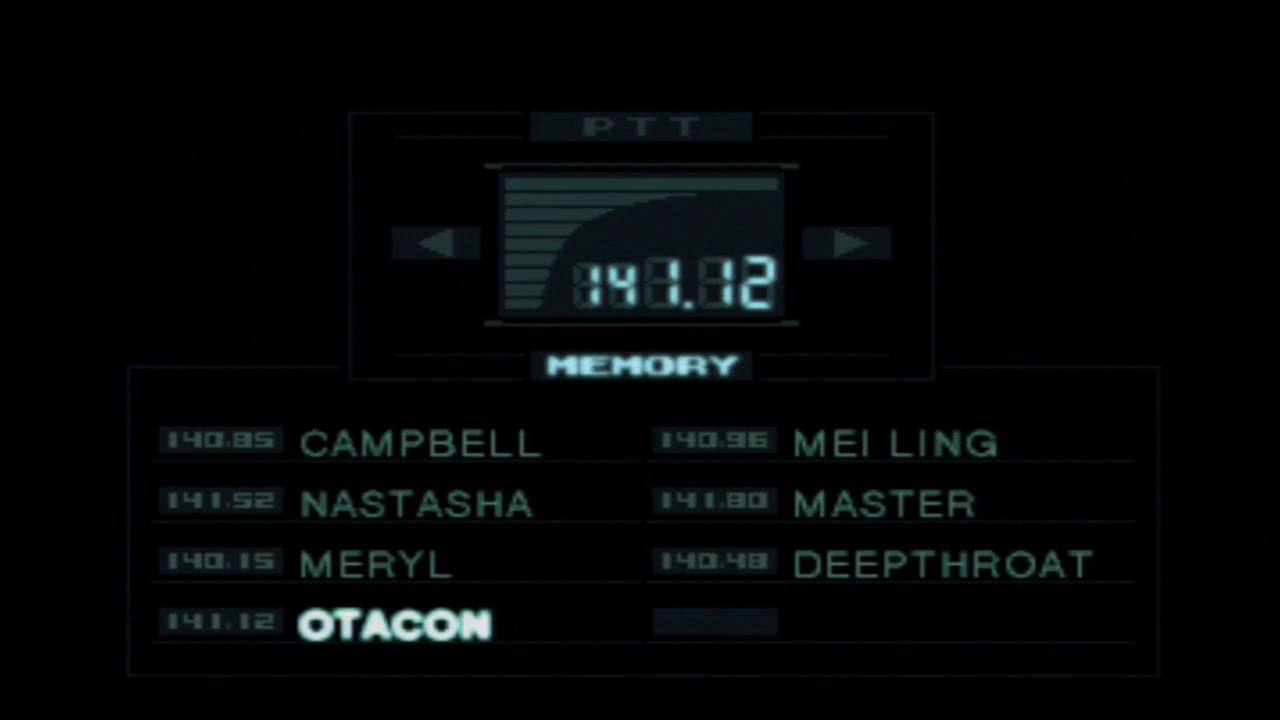 PTT
141.12
MEMORY
140.85 CAMPBELL 140.96 MEI LING
141.52 NASTASHA 141.80 MASTER
140.15 MERYL 140.48 DEEPTHROAT
141.12 OTACON